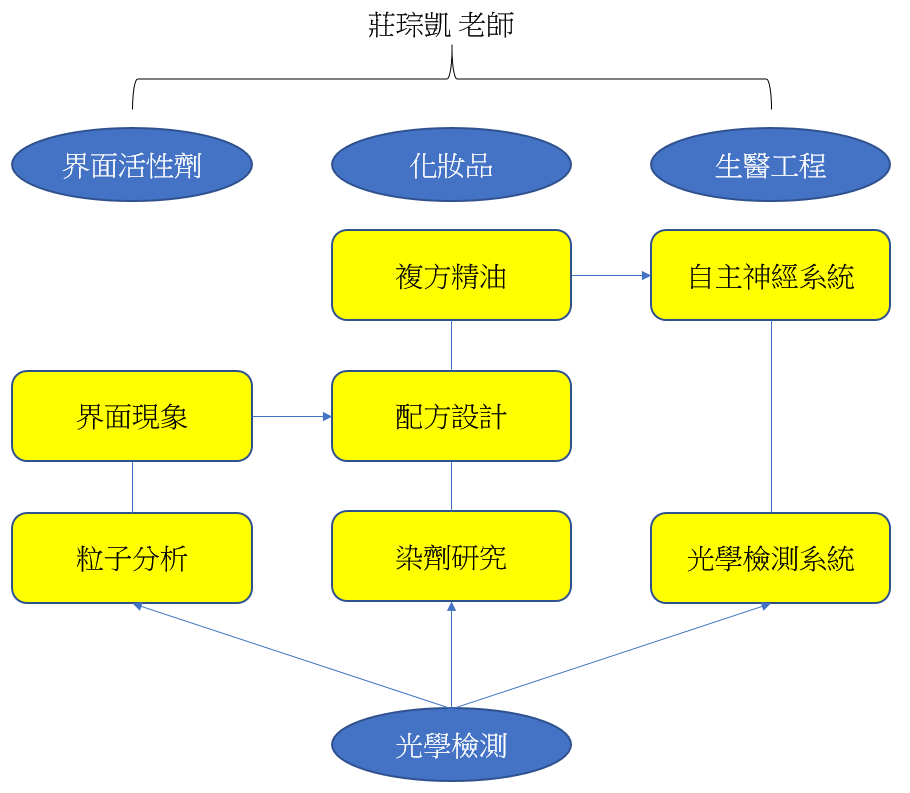 莊琮凱 老師
界面活性劑
化妝品
生醫工程
複方精油
自主神經系統
界面現象
配方設計
粒子分析
染劑研究
光學檢測系統
光學檢測